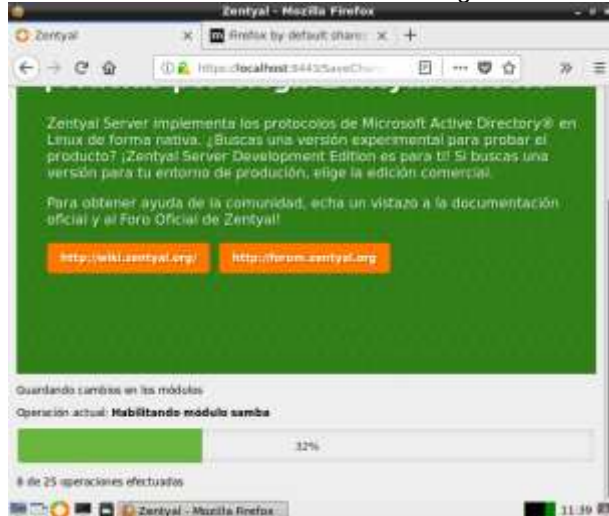 Zentyal - Mozilla Firefox
Zentyal
Firefox by default share
https://localhost:8443/SaveCha
Zentyal Server implementa los protocolos de Microsoft Active Directory® en
Linux de forma nativa. ¿Buscas una versión experimental para probar el
producto? ¡Zentyal Server Development Edition es para ti! Si buscas una
versión para tu entorno de produción, elige la edición comercial.
Para obtener ayuda de la comunidad, echa un vistazo a la documentación
oficial y al Foro Oficial de Zentyal!
http://wiki.zentyal.org/
http://forum.zentyal.org
Guardando cambios en los módulos
Operación actual: Habilitando módulo samba
32%
8 de 25 operaciones efectuadas
Zentyal - Mozilla Firefox
11:39